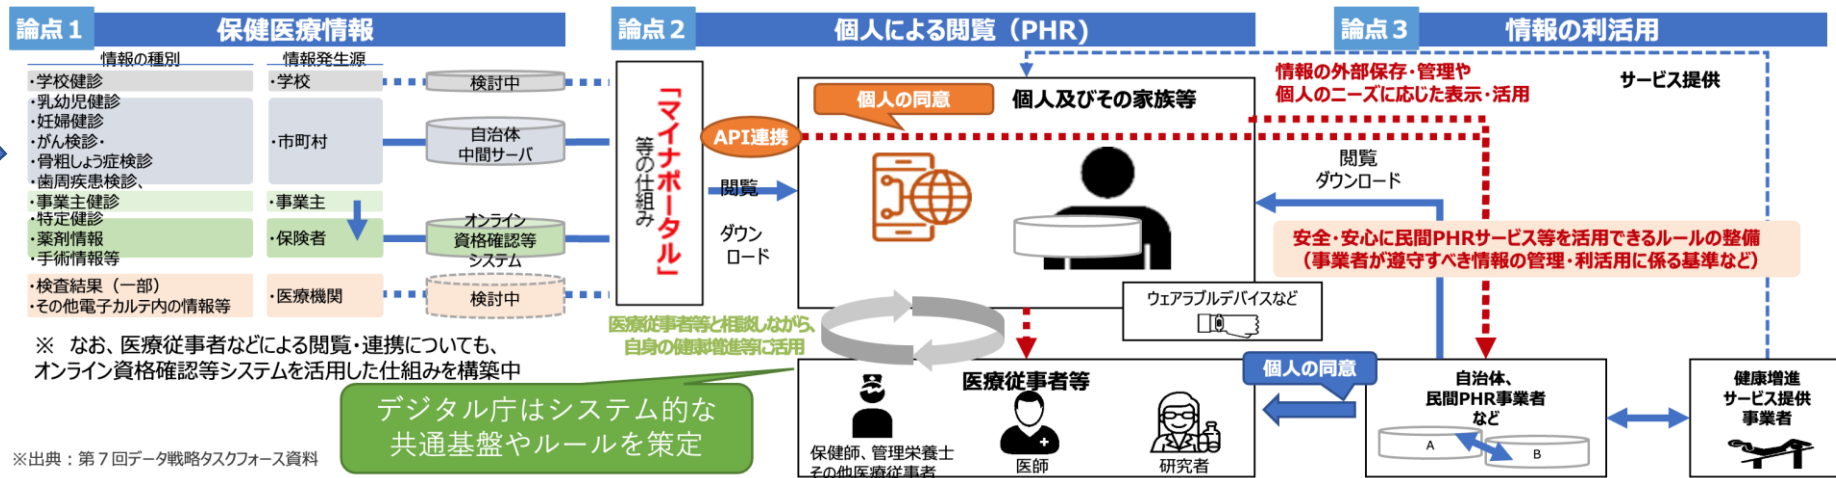 論点1
保健医療情報
論点2
個人による閲覧（PHR)
論点3
情報の利活用
情報の種別
情報発生源
・学校健診
・学校
検討中
・乳幼児健診
・妊婦健診
・がん検診・
・骨粗しょう症検診
・歯周疾患検診、
・市町村
自治体
中間サーバ
・事業主健診
・事業主
・特定健診
・薬剤情報
・手術情報等
・保険者
オンライン
資格確認等
システム
・検査結果（一部）
・その他電子カルテ内の情報等
・医療機関
検討中
※　なお、医療従事者などによる閲覧・連携についても、
オンライン資格確認等システムを活用した仕組みを構築中
「マイナポータル」
等の仕組み
API連携
閲覧
ダウン
ロード
個人の同意
個人及びその家族等
情報の外部保存・管理や
個人のニーズに応じた表示・活用
サービス提供
閲覧
ダウンロード
安全・安心に民間PHRサービス等を活用できるルールの整備
（事業者が遵守すべき情報の管理・利活用に係る基準など）
ウェアラブルデバイスなど
医療従事者等と相談しながら、
自身の健康増進等に活用
医療従事者等
保健師、管理栄養士
その他医療従事者
医師
研究者
個人の同意
自治体、
民間PHR事業者
など
A
B
健康増進
サービス提供
事業者
デジタル庁はシステム的な
共通基盤やルールを策定
※出典：第７回データ戦略タスクフォース資料